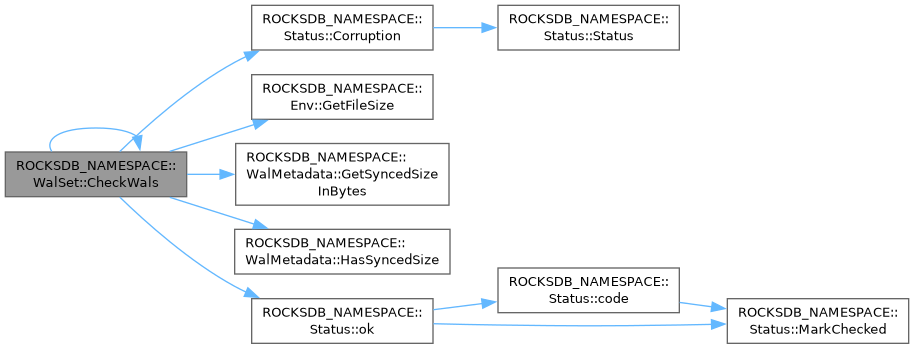 ROCKSDB_NAMESPACE::
WalSet::CheckWals
ROCKSDB_NAMESPACE::
Status::Corruption
ROCKSDB_NAMESPACE::
Status::Status
ROCKSDB_NAMESPACE::
Env::GetFileSize
ROCKSDB_NAMESPACE::
WalMetadata::GetSyncedSize
InBytes
ROCKSDB_NAMESPACE::
WalMetadata::HasSyncedSize
ROCKSDB_NAMESPACE::
Status::ok
ROCKSDB_NAMESPACE::
Status::code
ROCKSDB_NAMESPACE::
Status::MarkChecked